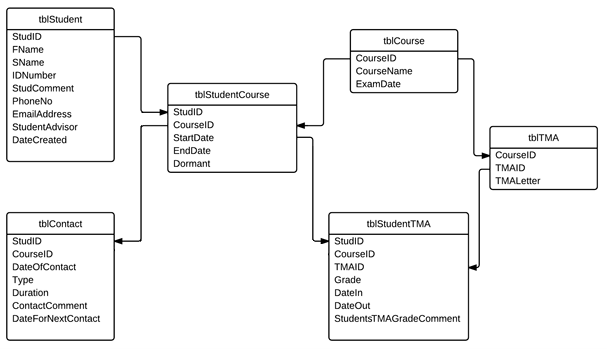 tblStudent
StudID
FName
SName
IDNumber
StudComment
PhoneNo
EmailAddress
StudentAdvisor
DateCreated
tblStudentCourse
StudID
CourseID
StartDate
EndDate
Dormant
tblCourse
CourseID
CourseName
ExamDate
tblTMA
CourseID
TMAID
TMALetter
tblContact
StudID
CourseID
DateOfContact
Type
Duration
ContactComment
DateForNextContact
tblStudentTMA
StudID
CourseID
TMAID
Grade
DateIn
DateOut
StudentsTMAGradeComment